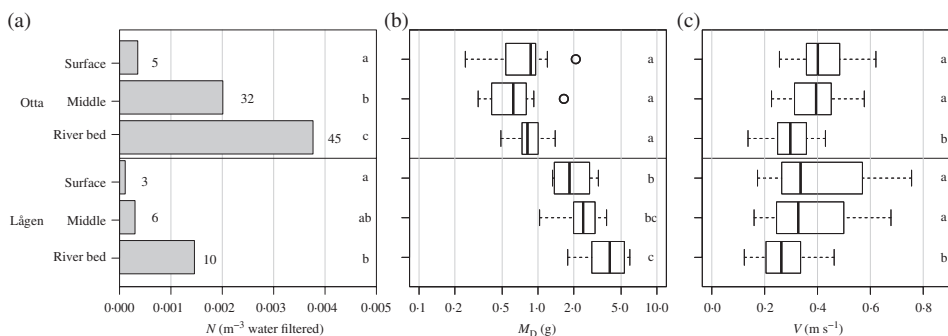 (a)
Surface 5 a
Otta Middle 32 b
River bed 45 c
Surface 3 a
Lågen Middle 6 ab
River bed 10 b
0·000 0·001 0·002 0·003 0·004 0·005
N (m⁻³ water filtered)
(b)
a
a
a
b
bc
c
0·1 0·2 0·5 1·0 2·0 5·0 10·0
M_D (g)
(c)
a
a
b
a
a
b
0·0 0·2 0·4 0·6 0·8
V (m s⁻¹)